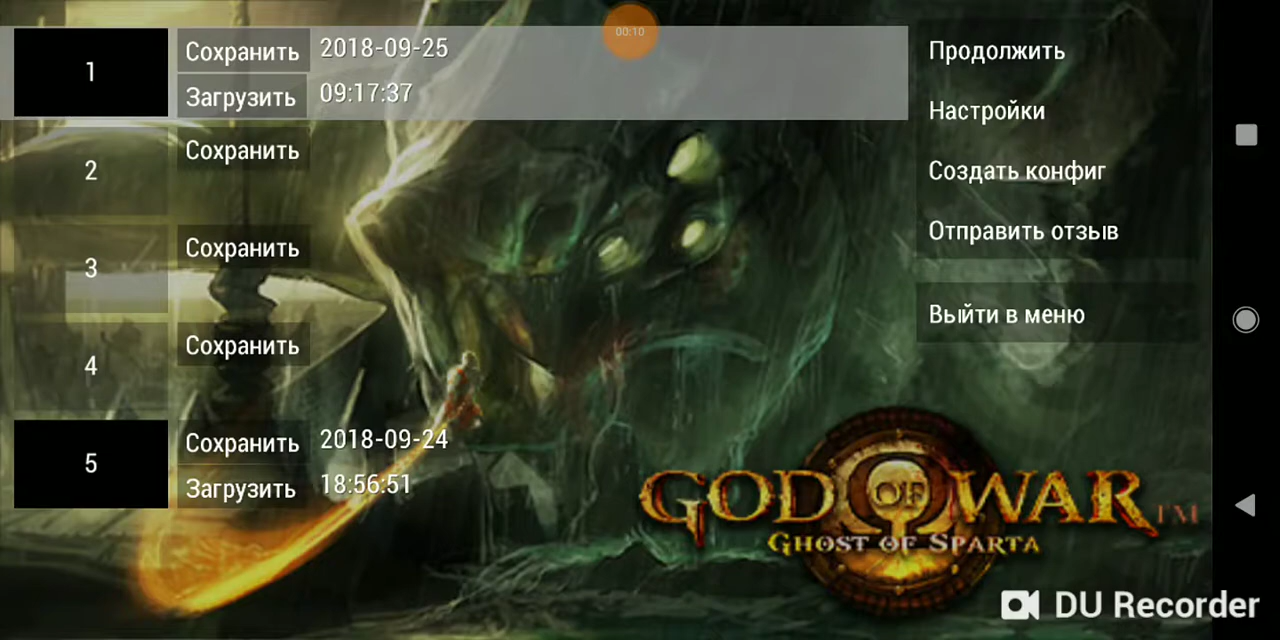 00:10
1
Сохранить 2018-09-25
Загрузить 09:17:37
2
Сохранить
3
Сохранить
4
Сохранить
5
Сохранить 2018-09-24
Загрузить 18:56:51
Продолжить
Настройки
Создать конфиг
Отправить отзыв
Выйти в меню
GOD OF WAR™
GHOST OF SPARTA
DU Recorder